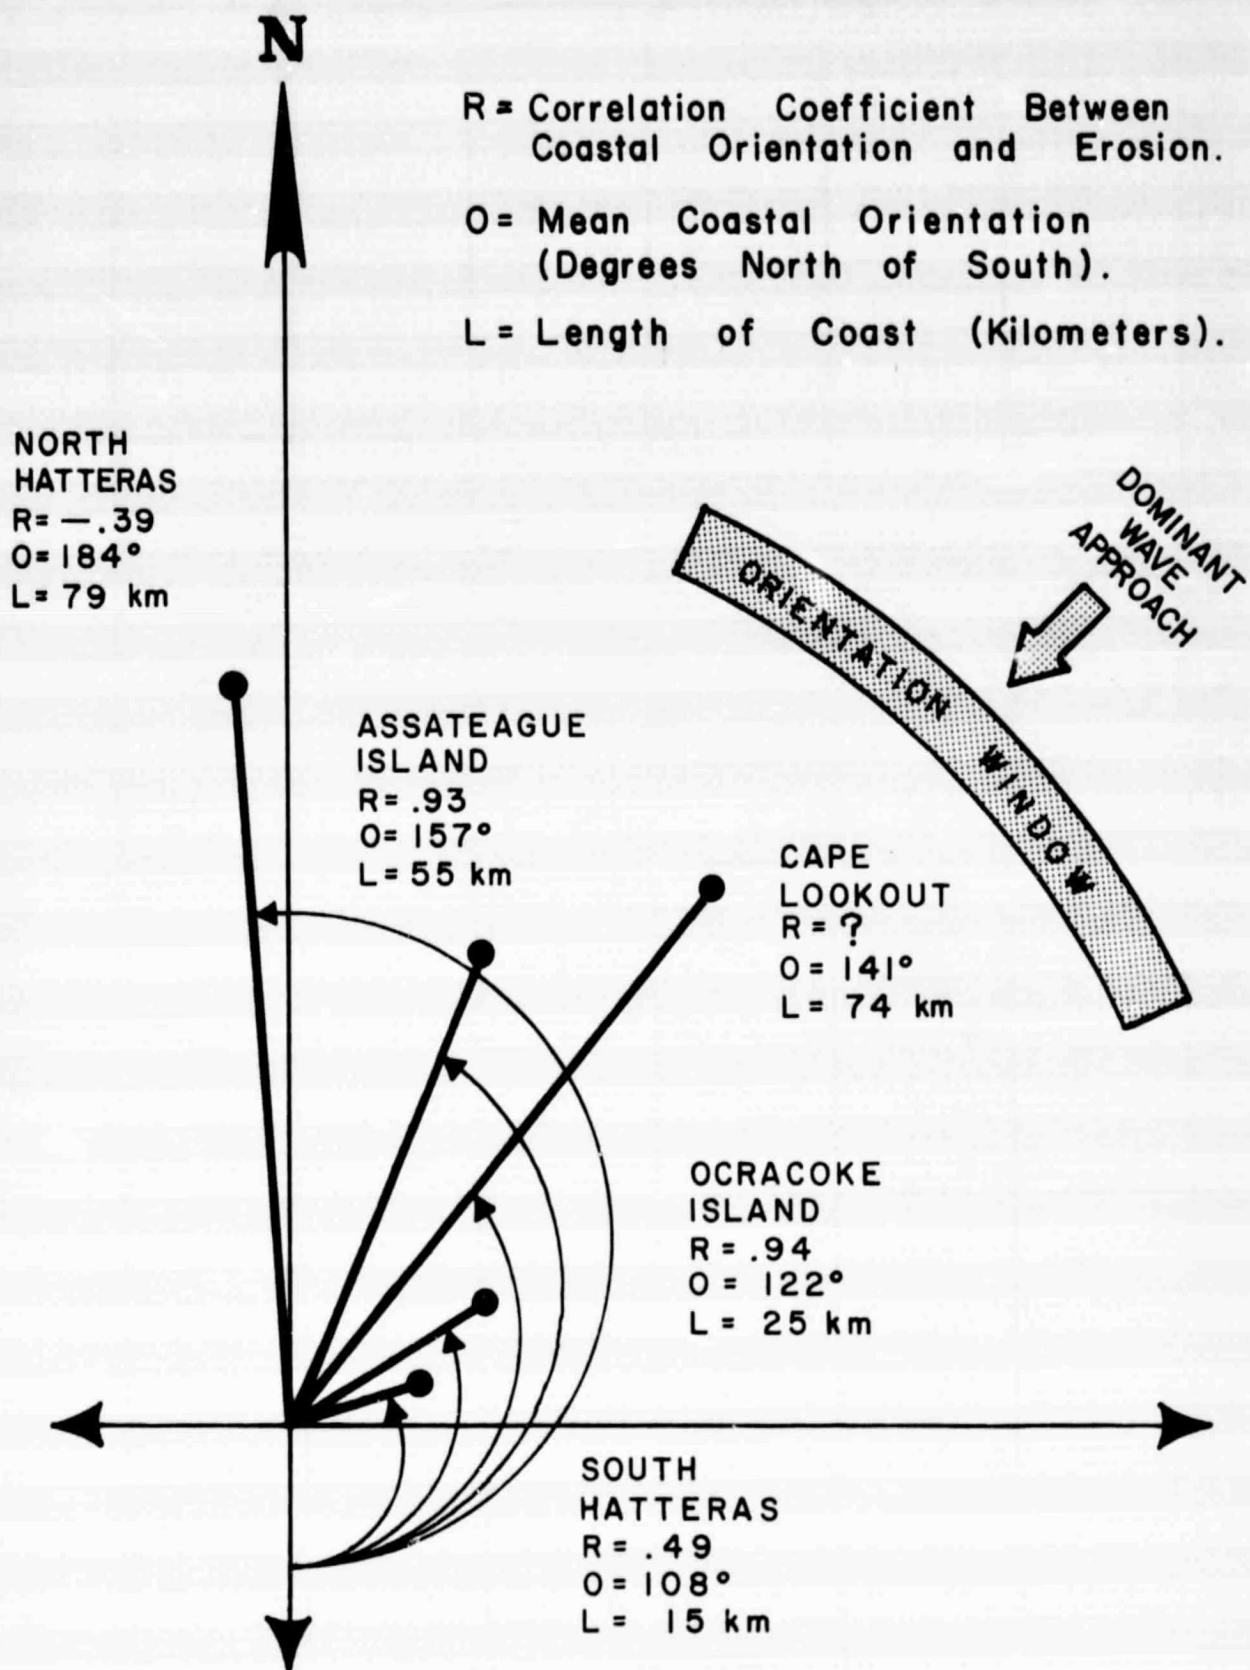 N
R = Correlation Coefficient Between
Coastal Orientation and Erosion.
O = Mean Coastal Orientation
(Degrees North of South).
L = Length of Coast (Kilometers).
NORTH
HATTERAS
R= —.39
O= 184°
L= 79 km
DOMINANT
WAVE
APPROACH
ORIENTATION WINDOW
ASSATEAGUE
ISLAND
R= .93
O= 157°
L= 55 km
CAPE
LOOKOUT
R = ?
O = 141°
L = 74 km
OCRACOKE
ISLAND
R = .94
O = 122°
L = 25 km
SOUTH
HATTERAS
R = .49
O = 108°
L = 15 km